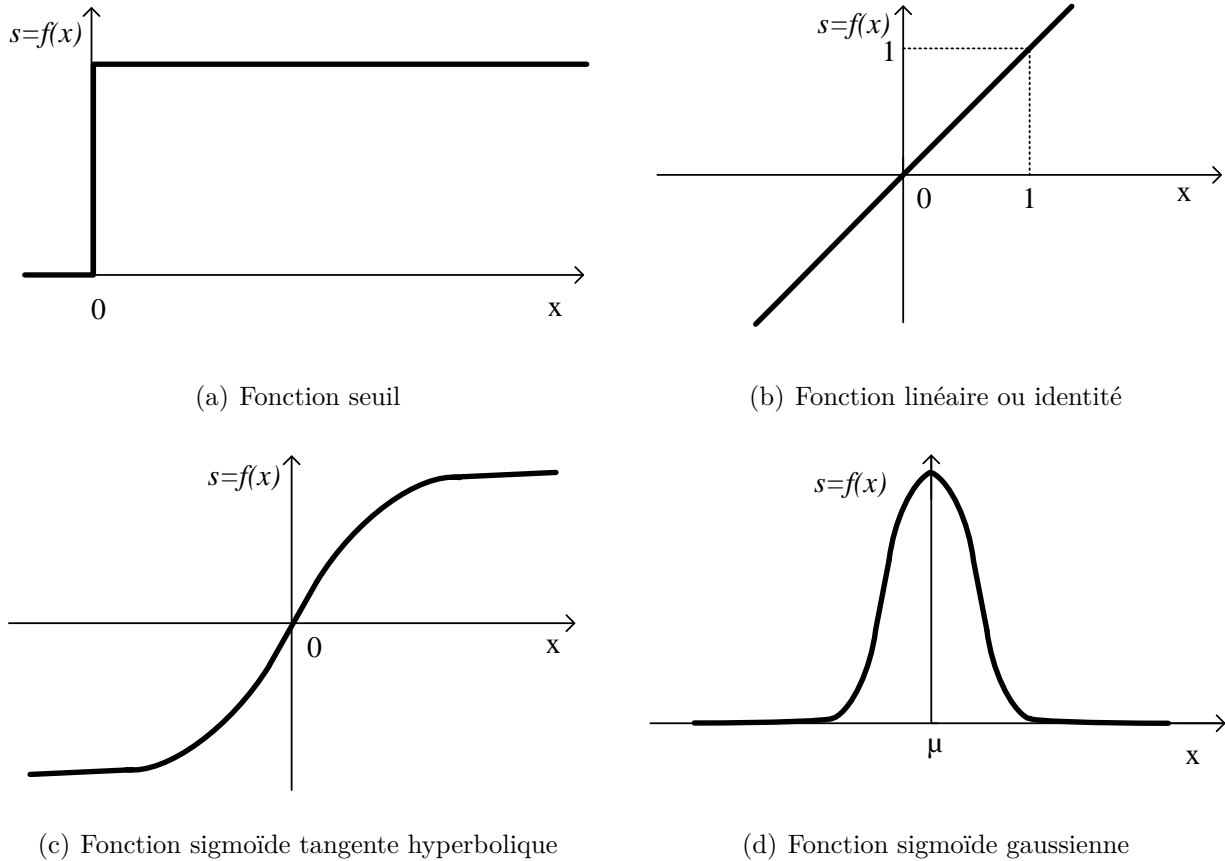 s=f(x)
0
x
(a) Fonction seuil
s=f(x)
1
0
1
x
(b) Fonction linéaire ou identité
s=f(x)
0
x
(c) Fonction sigmoïde tangente hyperbolique
s=f(x)
μ
x
(d) Fonction sigmoïde gaussienne